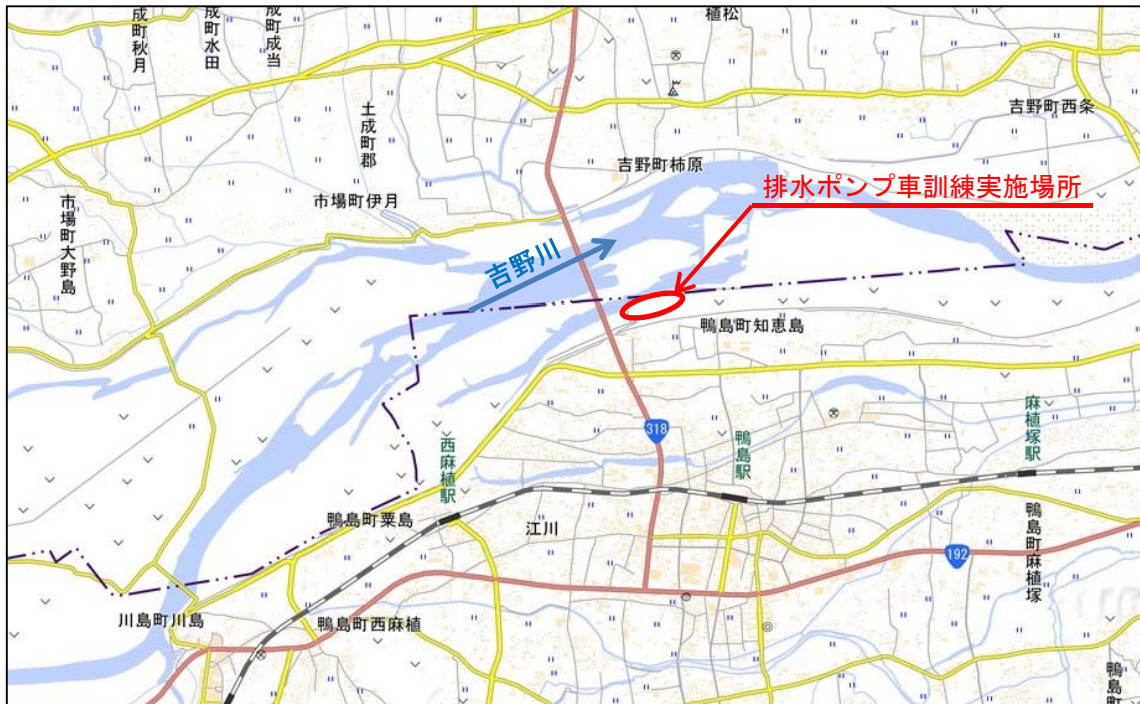 成町秋月
成町水田
成町成当
植松
土成町郡
吉野町西条
吉野町柿原
排水ポンプ車訓練実施場所
市場町伊月
市場町大野島
吉野川
鴨島町知恵島
318
西麻植駅
鴨島駅
麻植塚駅
鴨島町粟島
江川
鴨島町麻植塚
192
川島町川島
鴨島町西麻植
鴨島町